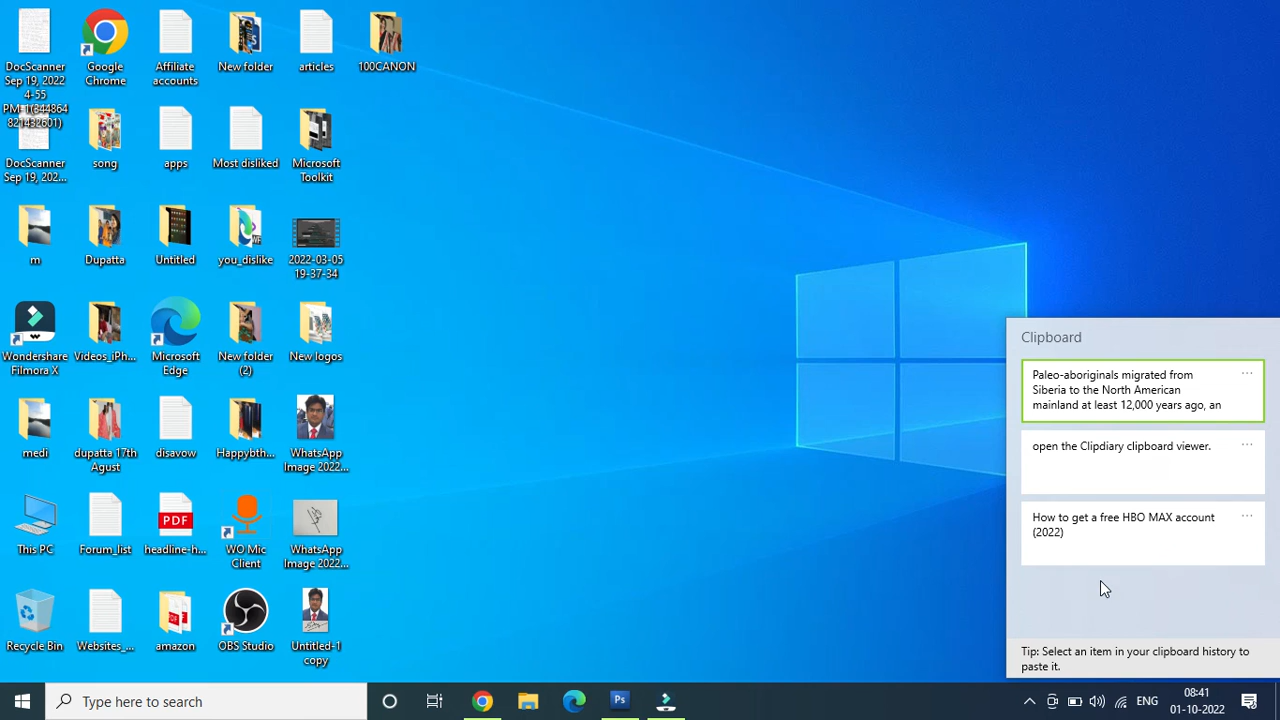 DocScanner
Sep 19, 2022
4-55
PM-1(344864
821432601)
Google
Chrome
Affiliate
accounts
New folder
articles
100CANON
DocScanner
Sep 19, 202...
song
apps
Most disliked
Microsoft
Toolkit
m
Dupatta
Untitled
you_dislike
2022-03-05
19-37-34
Wondershare
Filmora X
Videos_iPh...
Microsoft
Edge
New folder
(2)
New logos
medi
dupatta 17th
Agust
disavow
Happybth...
WhatsApp
Image 2022...
This PC
Forum_list
PDF
headline-h...
WO Mic
Client
WhatsApp
Image 2022...
Recycle Bin
Websites_...
amazon
OBS Studio
Untitled-1
copy
Clipboard
Paleo-aboriginals migrated from
Siberia to the North American
mainland at least 12,000 years ago, an
open the Clipdiary clipboard viewer.
How to get a free HBO MAX account
(2022)
Tip: Select an item in your clipboard history to
paste it.
Type here to search
Ps
ENG
08:41
01-10-2022